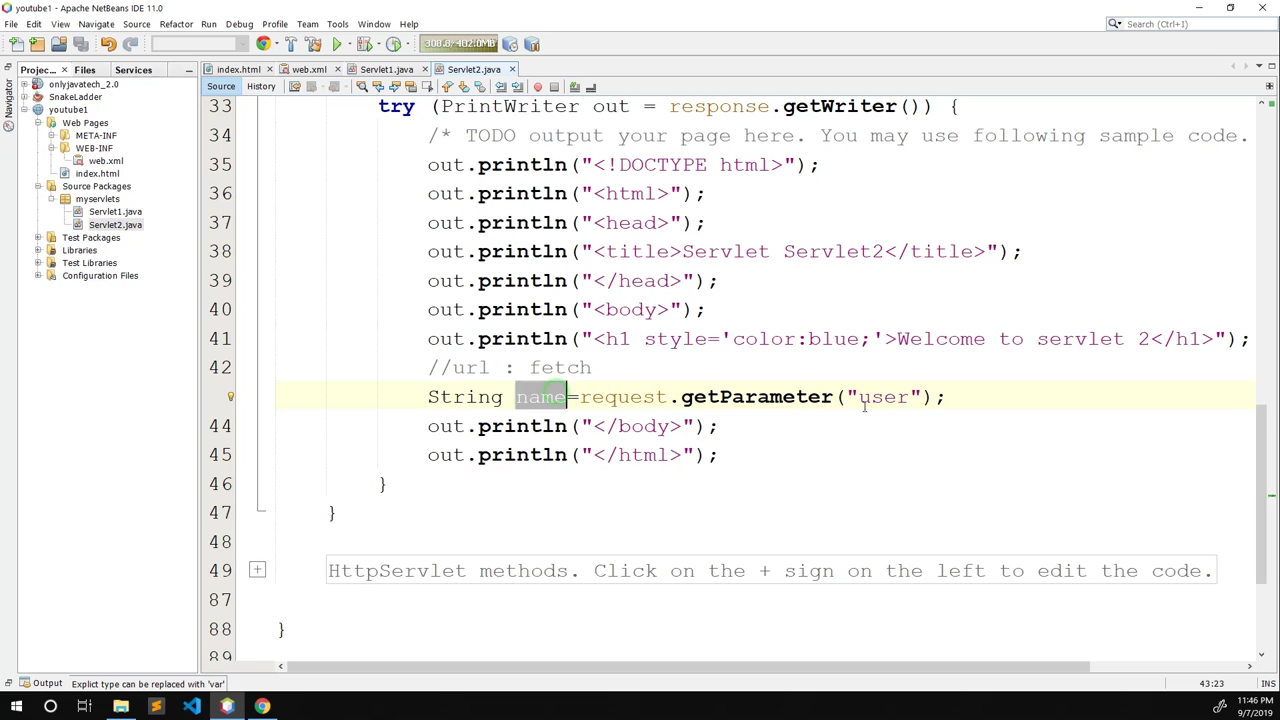 youtube1 - Apache NetBeans IDE 11.0
File Edit View Navigate Source Refactor Run Debug Profile Team Tools Window Help
Search (Ctrl+I)
308.8/402.0MB
Projec... Files Services
index.html web.xml Servlet1.java Servlet2.java
Source History
Navigator
onlyjavatech_2.0
SnakeLadder
youtube1
Web Pages
META-INF
WEB-INF
web.xml
index.html
Source Packages
myservlets
Servlet1.java
Servlet2.java
Test Packages
Libraries
Test Libraries
Configuration Files
33 try (PrintWriter out = response.getWriter()) {
34 /* TODO output your page here. You may use following sample code.
35 out.println("<!DOCTYPE html>");
36 out.println("<html>");
37 out.println("<head>");
38 out.println("<title>Servlet Servlet2</title>");
39 out.println("</head>");
40 out.println("<body>");
41 out.println("<h1 style='color:blue;'>Welcome to servlet 2</h1>");
42 //url : fetch
String name=request.getParameter("user");
44 out.println("</body>");
45 out.println("</html>");
46 }
47 }
48
49 HttpServlet methods. Click on the + sign on the left to edit the code.
87
88 }
89
Output Explict type can be replaced with 'var' 43:23 INS
11:46 PM
9/7/2019